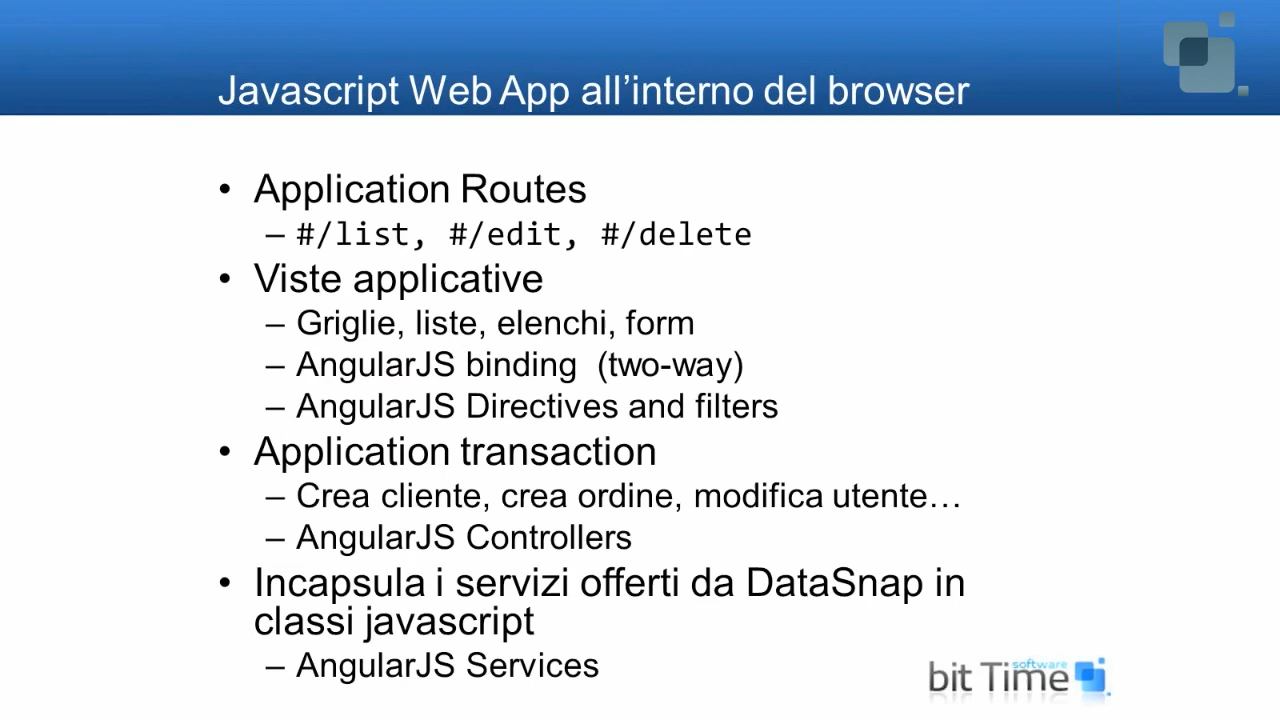 Javascript Web App all’interno del browser
• Application Routes
– #/list, #/edit, #/delete
• Viste applicative
– Griglie, liste, elenchi, form
– AngularJS binding  (two-way)
– AngularJS Directives and filters
• Application transaction
– Crea cliente, crea ordine, modifica utente…
– AngularJS Controllers
• Incapsula i servizi offerti da DataSnap in
classi javascript
– AngularJS Services
software
bit Time